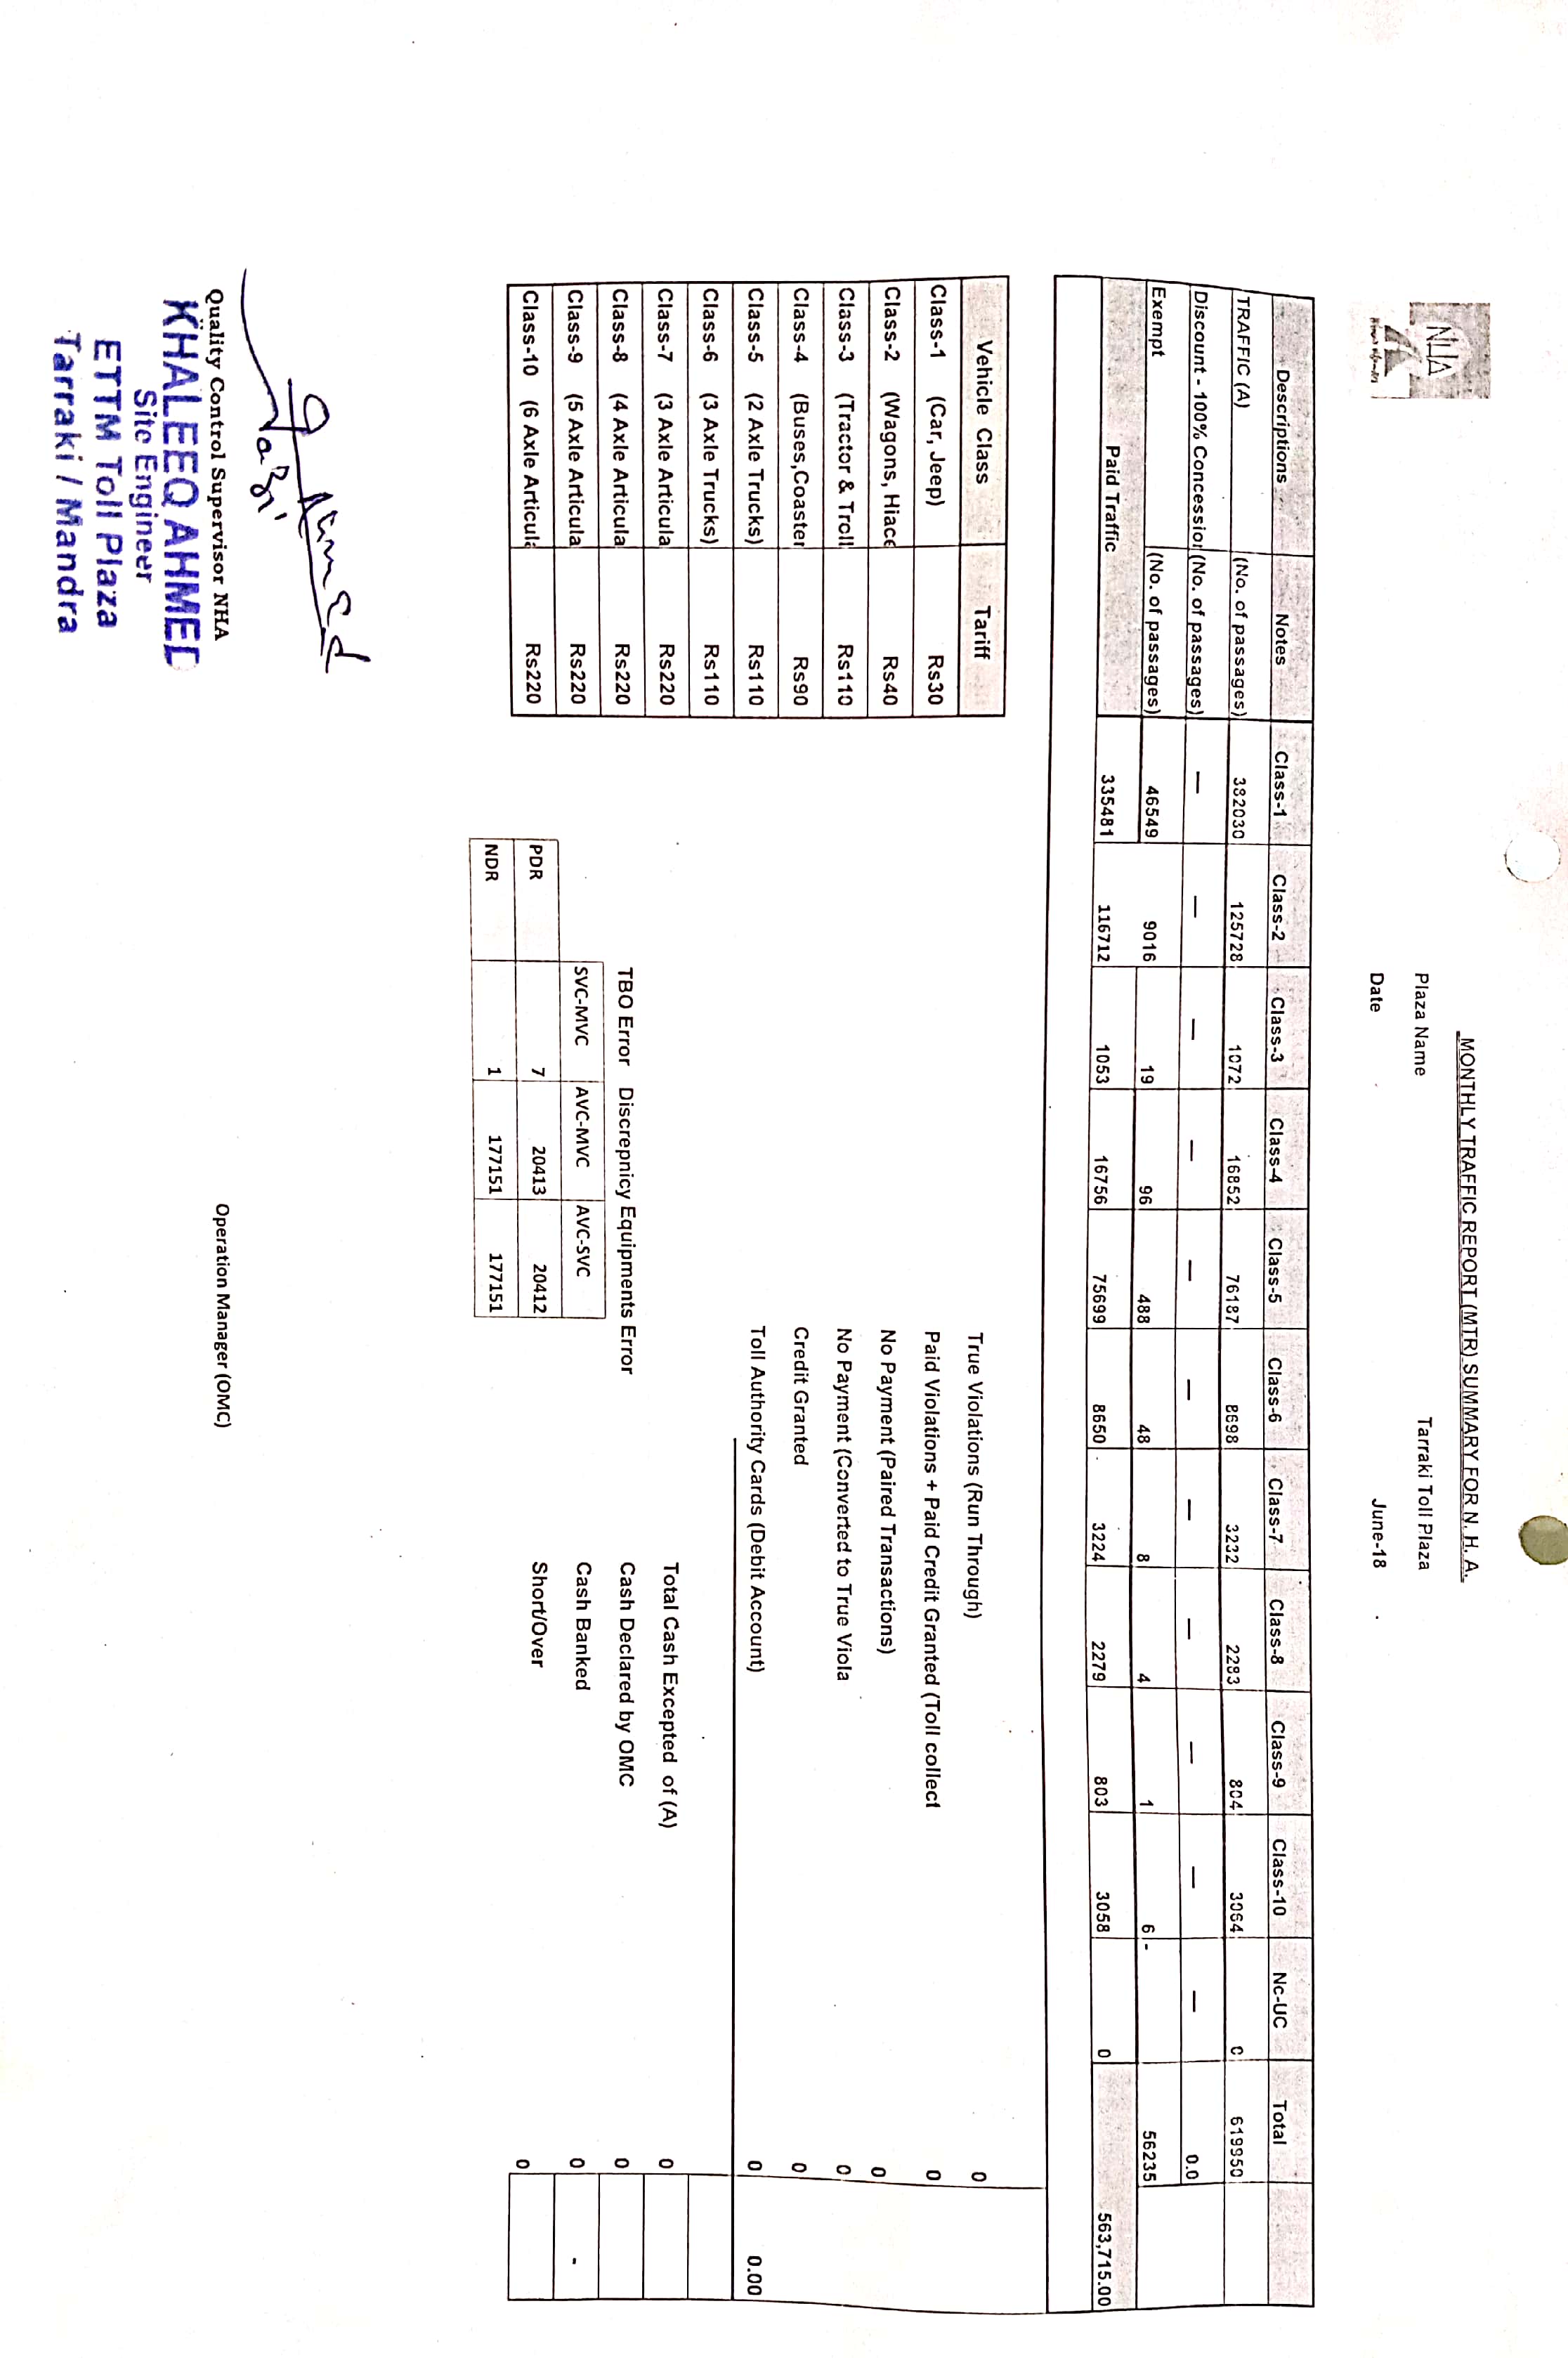 NHA
MONTHLY TRAFFIC REPORT (MTR) SUMMARY FOR N. H. A.
Plaza Name Tarraki Toll Plaza
Date June-18
Descriptions Notes Class-1 Class-2 Class-3 Class-4 Class-5 Class-6 Class-7 Class-8 Class-9 Class-10 Nc-UC Total
TRAFFIC (A) (No. of passages) 382030 125728 1072 16852 76187 8698 3232 2283 804 3064 0 619950
Discount - 100% Concession (No. of passages) — — — — — — — — — — — 0.0
Exempt (No. of passages) 46549 9016 19 96 488 48 8 4 1 6 - 56235
Paid Traffic 335481 116712 1053 16756 75699 8650 3224 2279 803 3058 0 563,715.00
Vehicle Class Tariff
Class-1 (Car, Jeep) Rs30
Class-2 (Wagons, Hiace Rs40
Class-3 (Tractor & Troll Rs110
Class-4 (Buses,Coaster Rs90
Class-5 (2 Axle Trucks) Rs110
Class-6 (3 Axle Trucks) Rs110
Class-7 (3 Axle Articula Rs220
Class-8 (4 Axle Articula Rs220
Class-9 (5 Axle Articula Rs220
Class-10 (6 Axle Articula Rs220
True Violations (Run Through) 0
Paid Violations + Paid Credit Granted (Toll collect 0
No Payment (Paired Transactions) 0
No Payment (Converted to True Viola 0
Credit Granted 0
Toll Authority Cards (Debit Account) 0 0.00
Total Cash Excepted of (A) 0
Cash Declared by OMC 0
Cash Banked 0 -
Short/Over 0
TBO Error Discrepnicy Equipments Error
SVC-MVC AVC-MVC AVC-SVC
PDR 7 20413 20412
NDR 1 177151 177151
Quality Control Supervisor NHA
Operation Manager (OMC)
KHALEEQ AHMED
Site Engineer
ETTM Toll Plaza
Tarraki / Mandra